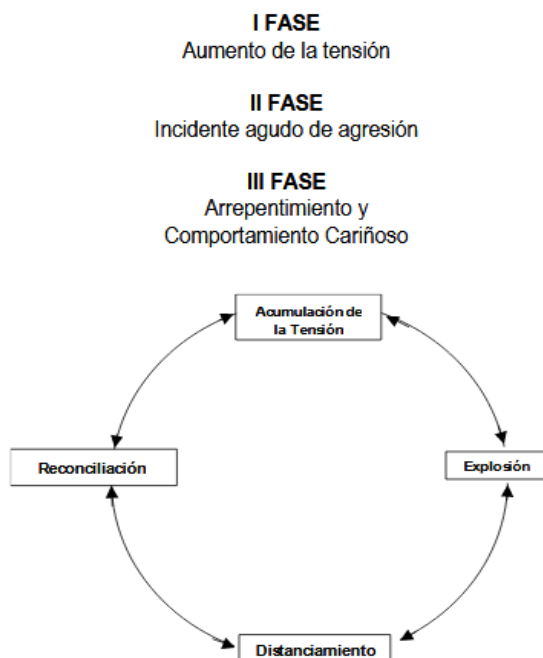 I FASE
Aumento de la tensión
II FASE
Incidente agudo de agresión
III FASE
Arrepentimiento y
Comportamiento Cariñoso
Acumulación de
la Tensión
Reconciliación
Explosión
Distanciamiento